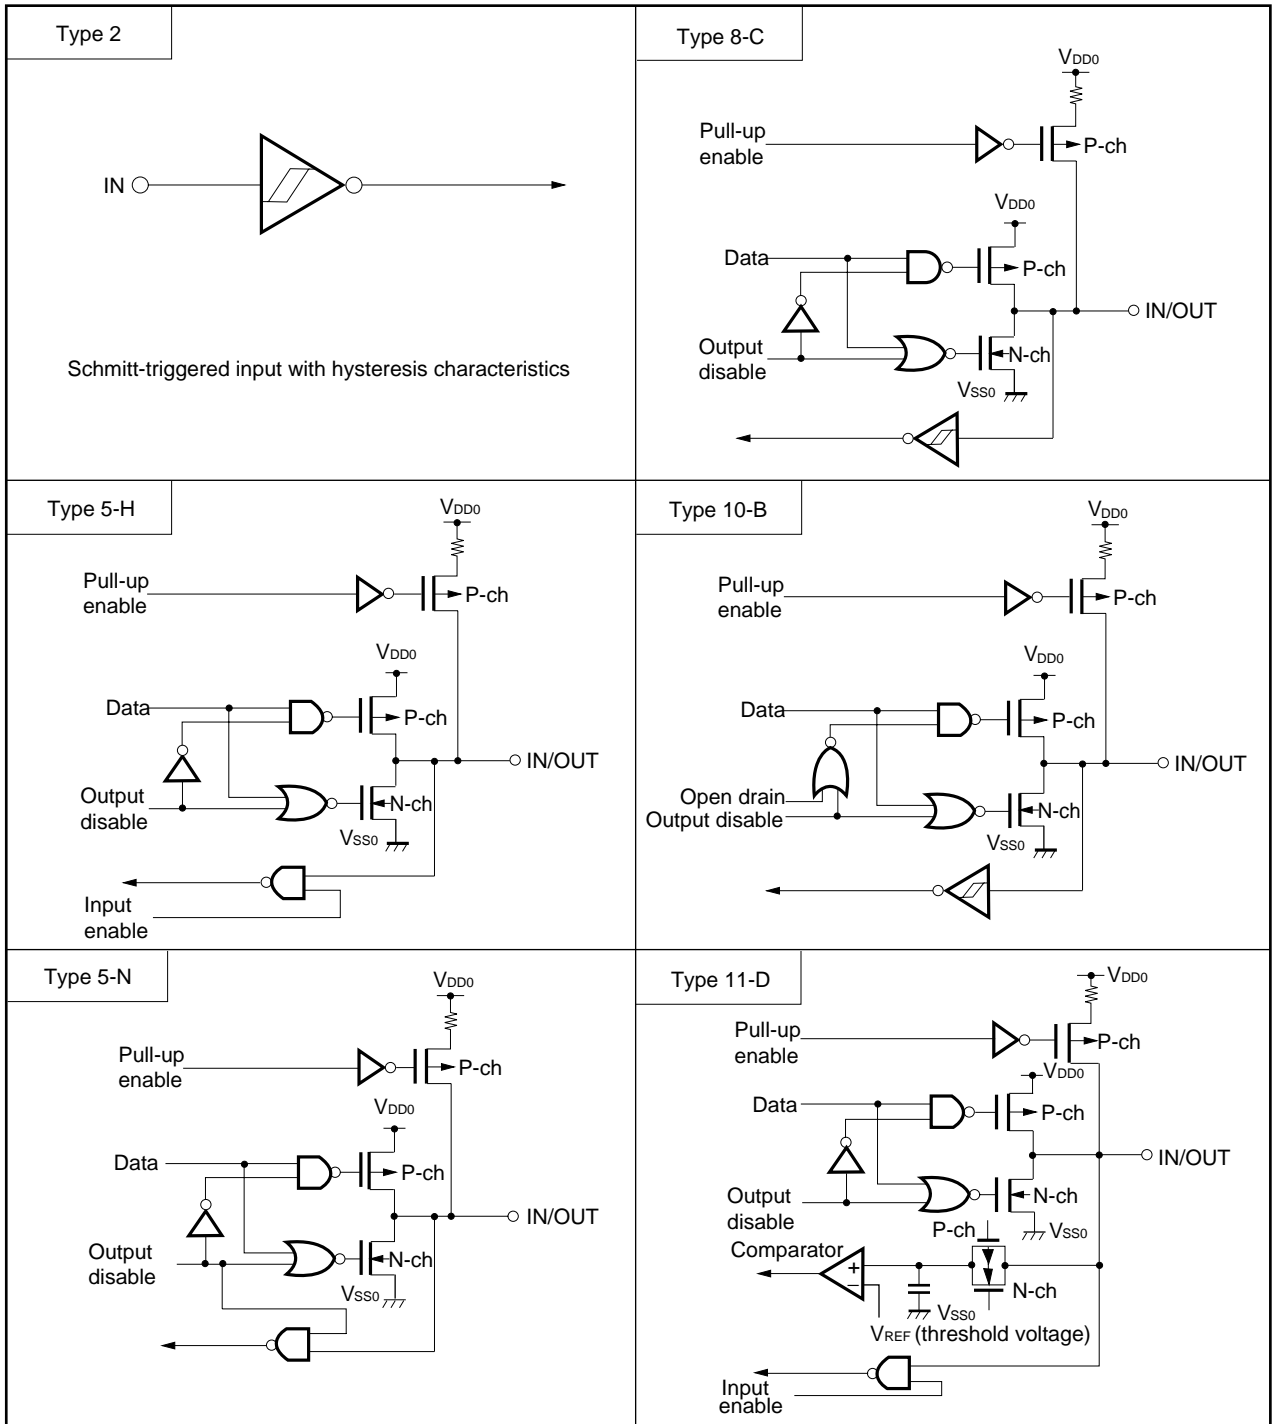 Type 2
IN
Schmitt-triggered input with hysteresis characteristics
Type 8-C
VDD0
Pull-up
enable
P-ch
VDD0
Data
P-ch
IN/OUT
Output
disable
N-ch
VSS0
Type 5-H
VDD0
Pull-up
enable
P-ch
VDD0
Data
P-ch
IN/OUT
Output
disable
N-ch
VSS0
Input
enable
Type 10-B
VDD0
Pull-up
enable
P-ch
VDD0
Data
P-ch
IN/OUT
Open drain
Output disable
N-ch
VSS0
Type 5-N
VDD0
Pull-up
enable
P-ch
VDD0
Data
P-ch
IN/OUT
Output
disable
N-ch
VSS0
Type 11-D
VDD0
Pull-up
enable
P-ch
VDD0
Data
P-ch
IN/OUT
Output
disable
N-ch
P-ch
VSS0
Comparator
+
−
N-ch
VSS0
VREF (threshold voltage)
Input
enable